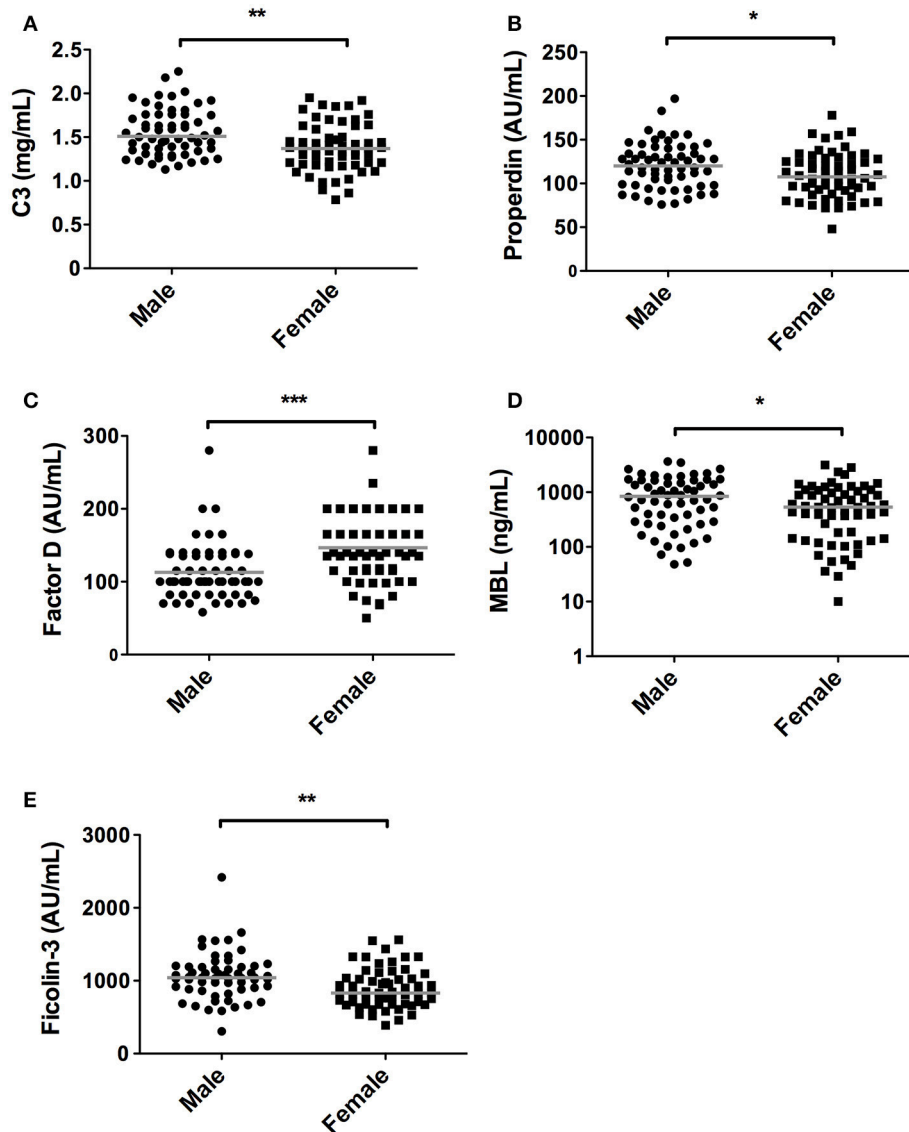 A
**
C3 (mg/mL)
2.5
2.0
1.5
1.0
0.5
0
Male
Female
B
*
Properdin (AU/mL)
250
200
150
100
50
0
Male
Female
C
***
Factor D (AU/mL)
300
200
100
0
Male
Female
D
*
MBL (ng/mL)
10000
1000
100
10
1
Male
Female
E
**
Ficolin-3 (AU/mL)
3000
2000
1000
0
Male
Female